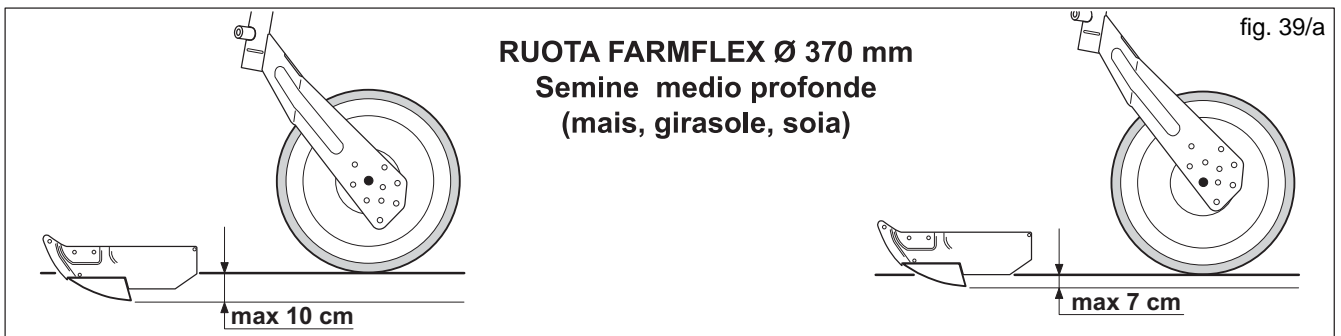 fig. 39/a
RUOTA FARMFLEX Ø 370 mm
Semine medio profonde
(mais, girasole, soia)
max 10 cm
max 7 cm